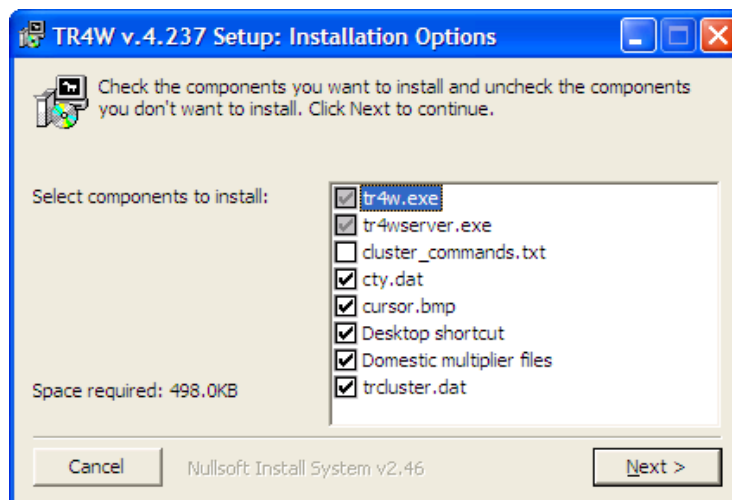 TR4W v.4.237 Setup: Installation Options
Check the components you want to install and uncheck the components
you don't want to install. Click Next to continue.
Select components to install:
tr4w.exe
tr4wserver.exe
cluster_commands.txt
cty.dat
cursor.bmp
Desktop shortcut
Domestic multiplier files
trcluster.dat
Space required: 498.0KB
Cancel
Nullsoft Install System v2.46
Next >